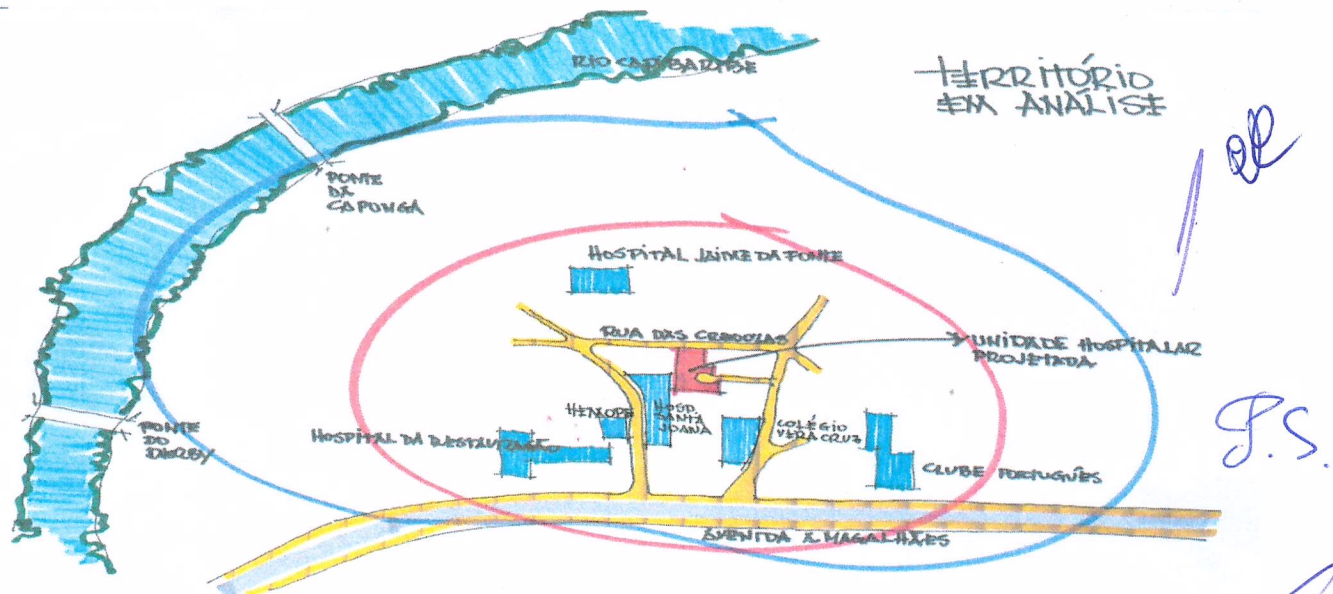 TERRITÓRIO
EM ANÁLISE
RIO CAPIBARIBE
PONTE
DA
CAPUNGA
HOSPITAL JAIME DA FONTE
RUA DAS CREOULAS
UNIDADE HOSPITALAR
PROJETADA
HEMOPE
HOSP.
SANTA
JOANA
COLÉGIO
VERA CRUZ
HOSPITAL DA RESTAURAÇÃO
PONTE
DO
DERBY
CLUBE PORTUGUÊS
AVENIDA A MAGALHÃES
J.S.